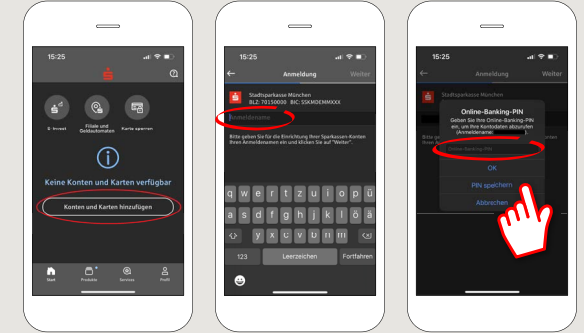 15:25
S-Invest
Filiale und
Geldautomaten
Karte sperren
Keine Konten und Karten verfügbar
Konten und Karten hinzufügen
Start
Produkte
Services
Profil
15:25
Anmeldung
Weiter
Stadtsparkasse München
BLZ: 70150000 BIC: SSKMDEMMXXX
Anmeldename
Bitte geben Sie für die Einrichtung Ihrer Sparkassen-Konten
Ihren Anmeldenamen ein und klicken Sie auf "Weiter".
q w e r t z u i o p ü
a s d f g h j k l ö ä
y x c v b n m
123
Leerzeichen
Fortfahren
15:25
Anmeldung
Weiter
Stadtsparkasse München
Online-Banking-PIN
Geben Sie Ihre Online-Banking-PIN
ein, um Ihre Kontodaten abzurufen
(Anmeldename:
).
Online-Banking-PIN
OK
PIN speichern
Abbrechen